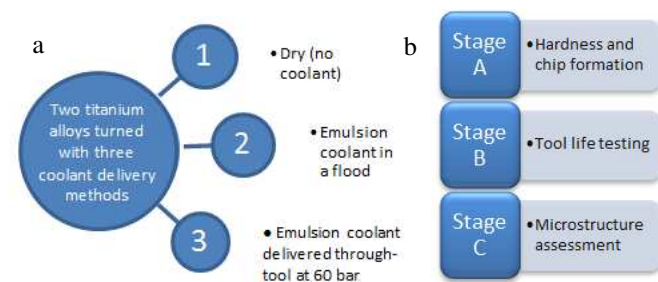 a
Two titanium
alloys turned
with three
coolant delivery
methods
1
•Dry (no
coolant)
2
•Emulsion
coolant in
a flood
3
● Emulsion coolant
delivered through-
tool at 60 bar
b
Stage
A
•Hardness and
chip formation
Stage
B
•Tool life testing
Stage
C
•Microstructure
assessment